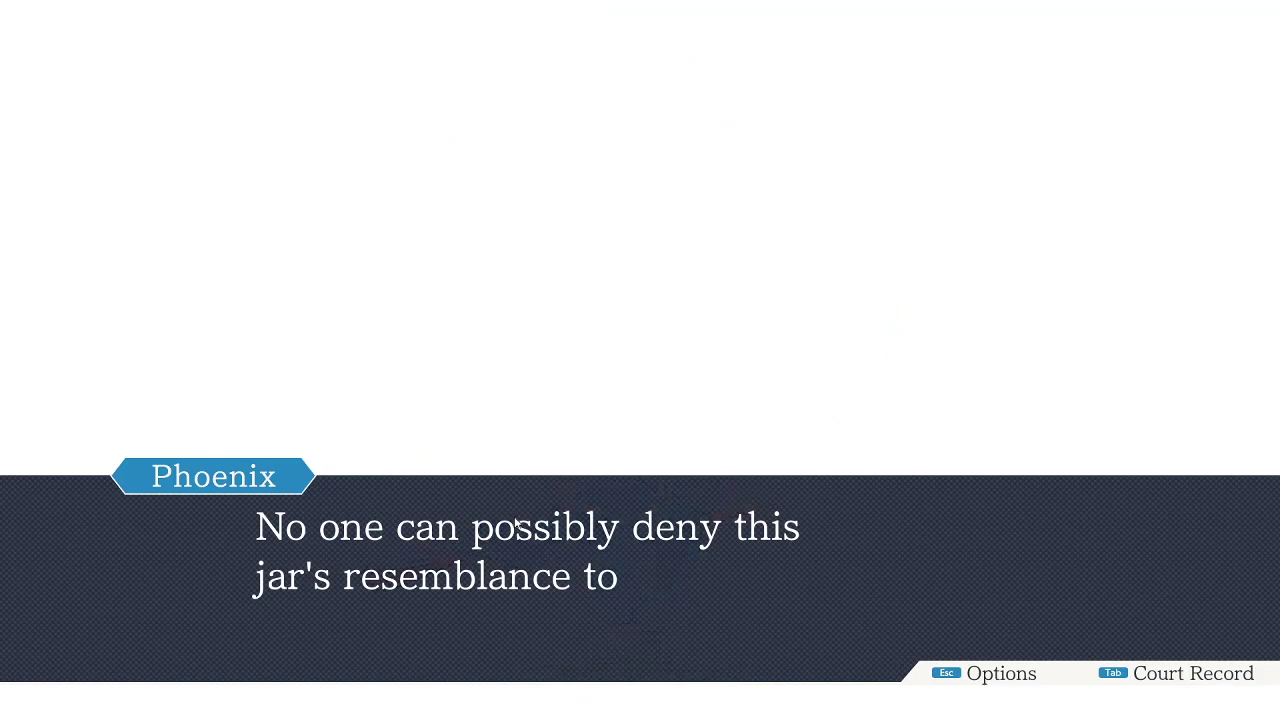 Phoenix
No one can possibly deny this
jar's resemblance to
Esc Options Tab Court Record